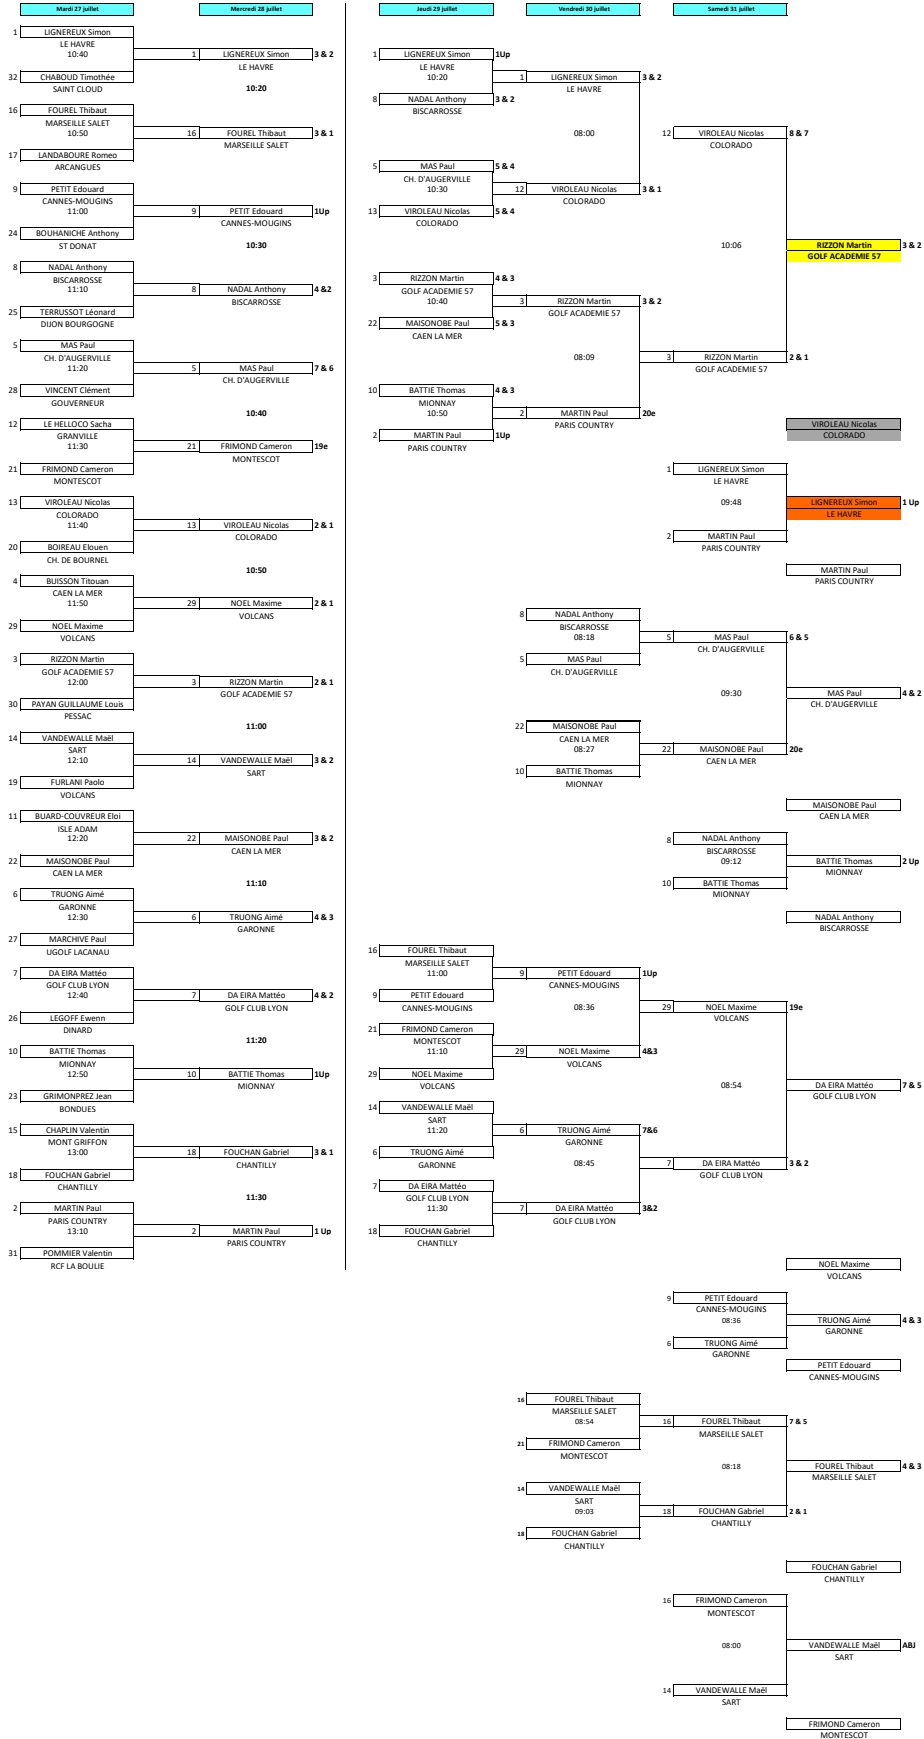 Mardi 27 juillet
Mercredi 28 juillet
Jeudi 29 juillet
Vendredi 30 juillet
Samedi 31 juillet
1 LIGNEREUX Simon
LE HAVRE
10:40
32 CHABOUD Timothée
SAINT CLOUD
16 FOUREL Thibaut
MARSEILLE SALET
10:50
17 LANDABOURE Romeo
ARCANGUES
9 PETIT Edouard
CANNES-MOUGINS
11:00
24 BOUHANICHE Anthony
ST DONAT
8 NADAL Anthony
BISCARROSSE
11:10
25 TERRUSSOT Léonard
DIJON BOURGOGNE
5 MAS Paul
CH. D'AUGERVILLE
11:20
28 VINCENT Clément
GOUVERNEUR
12 LE HELLOCO Sacha
GRANVILLE
11:30
21 FRIMOND Cameron
MONTESCOT
13 VIROLEAU Nicolas
COLORADO
11:40
20 BOIREAU Elouen
CH. DE BOURNEL
4 BUISSON Titouan
CAEN LA MER
11:50
29 NOEL Maxime
VOLCANS
3 RIZZON Martin
GOLF ACADEMIE 57
12:00
30 PAYAN GUILLAUME Louis
PESSAC
14 VANDEWALLE Maël
SART
12:10
19 FURLANI Paolo
VOLCANS
11 BUARD-COUVREUR Eloi
ISLE ADAM
12:20
22 MAISONOBE Paul
CAEN LA MER
6 TRUONG Aimé
GARONNE
12:30
27 MARCHIVE Paul
UGOLF LACANAU
7 DA EIRA Mattéo
GOLF CLUB LYON
12:40
26 LEGOFF Ewenn
DINARD
10 BATTIE Thomas
MIONNAY
12:50
23 GRIMONPREZ Jean
BONDUES
15 CHAPLIN Valentin
MONT GRIFFON
13:00
18 FOUCHAN Gabriel
CHANTILLY
2 MARTIN Paul
PARIS COUNTRY
13:10
31 POMMIER Valentin
RCF LA BOULIE
1 LIGNEREUX Simon 3 & 2
LE HAVRE
10:20
16 FOUREL Thibaut 3 & 1
MARSEILLE SALET
9 PETIT Edouard 1Up
CANNES-MOUGINS
10:30
8 NADAL Anthony 4 &2
BISCARROSSE
5 MAS Paul 7 & 6
CH. D'AUGERVILLE
10:40
21 FRIMOND Cameron 19e
MONTESCOT
13 VIROLEAU Nicolas 2 & 1
COLORADO
10:50
29 NOEL Maxime 2 & 1
VOLCANS
3 RIZZON Martin 2 & 1
GOLF ACADEMIE 57
11:00
14 VANDEWALLE Maël 3 & 2
SART
22 MAISONOBE Paul 3 & 2
CAEN LA MER
11:10
6 TRUONG Aimé 4 & 3
GARONNE
7 DA EIRA Mattéo 4 & 2
GOLF CLUB LYON
11:20
10 BATTIE Thomas 1Up
MIONNAY
18 FOUCHAN Gabriel 3 & 1
CHANTILLY
11:30
2 MARTIN Paul 1 Up
PARIS COUNTRY
1 LIGNEREUX Simon 1Up
LE HAVRE
10:20
8 NADAL Anthony 3 & 2
BISCARROSSE
5 MAS Paul 5 & 4
CH. D'AUGERVILLE
10:30
13 VIROLEAU Nicolas 5 & 4
COLORADO
3 RIZZON Martin 4 & 3
GOLF ACADEMIE 57
10:40
22 MAISONOBE Paul 5 & 3
CAEN LA MER
10 BATTIE Thomas 4 & 3
MIONNAY
10:50
2 MARTIN Paul 1Up
PARIS COUNTRY
16 FOUREL Thibaut
MARSEILLE SALET
11:00
9 PETIT Edouard
CANNES-MOUGINS
21 FRIMOND Cameron
MONTESCOT
11:10
29 NOEL Maxime
VOLCANS
14 VANDEWALLE Maël
SART
11:20
6 TRUONG Aimé
GARONNE
7 DA EIRA Mattéo
GOLF CLUB LYON
11:30
18 FOUCHAN Gabriel
CHANTILLY
1 LIGNEREUX Simon 3 & 2
LE HAVRE
08:00
12 VIROLEAU Nicolas 3 & 1
COLORADO
3 RIZZON Martin 3 & 2
GOLF ACADEMIE 57
08:09
2 MARTIN Paul 20e
PARIS COUNTRY
8 NADAL Anthony
BISCARROSSE
08:18
5 MAS Paul
CH. D'AUGERVILLE
22 MAISONOBE Paul
CAEN LA MER
08:27
10 BATTIE Thomas
MIONNAY
9 PETIT Edouard 1Up
CANNES-MOUGINS
08:36
29 NOEL Maxime 4&3
VOLCANS
6 TRUONG Aimé 7&6
GARONNE
08:45
7 DA EIRA Mattéo 3&2
GOLF CLUB LYON
16 FOUREL Thibaut
MARSEILLE SALET
08:54
21 FRIMOND Cameron
MONTESCOT
14 VANDEWALLE Maël
SART
09:03
18 FOUCHAN Gabriel
CHANTILLY
12 VIROLEAU Nicolas 8 & 7
COLORADO
10:06
3 RIZZON Martin 2 & 1
GOLF ACADEMIE 57
1 LIGNEREUX Simon
LE HAVRE
09:48
2 MARTIN Paul
PARIS COUNTRY
5 MAS Paul 6 & 5
CH. D'AUGERVILLE
09:30
22 MAISONOBE Paul 20e
CAEN LA MER
8 NADAL Anthony
BISCARROSSE
09:12
10 BATTIE Thomas
MIONNAY
29 NOEL Maxime 19e
VOLCANS
08:54
7 DA EIRA Mattéo 3 & 2
GOLF CLUB LYON
9 PETIT Edouard
CANNES-MOUGINS
08:36
6 TRUONG Aimé
GARONNE
16 FOUREL Thibaut 7 & 5
MARSEILLE SALET
08:18
18 FOUCHAN Gabriel 2 & 1
CHANTILLY
16 FRIMOND Cameron
MONTESCOT
08:00
14 VANDEWALLE Maël
SART
RIZZON Martin 3 & 2
GOLF ACADEMIE 57
VIROLEAU Nicolas
COLORADO
LIGNEREUX Simon 1 Up
LE HAVRE
MARTIN Paul
PARIS COUNTRY
MAS Paul 4 & 2
CH. D'AUGERVILLE
MAISONOBE Paul
CAEN LA MER
BATTIE Thomas 2 Up
MIONNAY
NADAL Anthony
BISCARROSSE
DA EIRA Mattéo 7 & 5
GOLF CLUB LYON
NOEL Maxime
VOLCANS
TRUONG Aimé 4 & 3
GARONNE
PETIT Edouard
CANNES-MOUGINS
FOUREL Thibaut 4 & 3
MARSEILLE SALET
FOUCHAN Gabriel
CHANTILLY
VANDEWALLE Maël ABJ
SART
FRIMOND Cameron
MONTESCOT